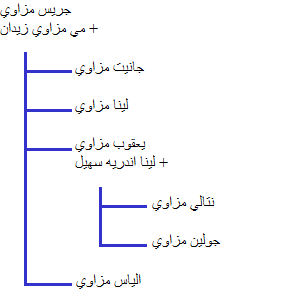 جريس مزاوي
+ مي مزاوي زيدان
جانيت مزاوي
لينا مزاوي
يعقوب مزاوي
+ لينا اندريه سهيل
نتالي مزاوي
جولين مزاوي
الياس مزاوي